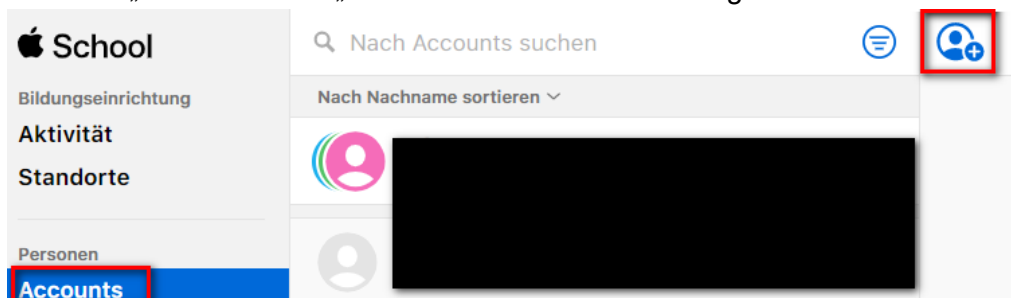 School
Nach Accounts suchen
Bildungseinrichtung
Nach Nachname sortieren
Aktivität
Standorte
Personen
Accounts